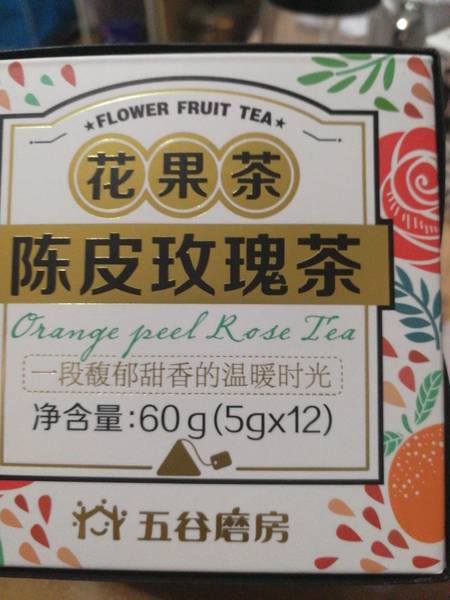 ★FLOWER FRUIT TEA★
花果茶
陈皮玫瑰茶
Orange peel Rose Tea
一段馥郁甜香的温暖时光
净含量:60g(5gx12)
五谷磨房